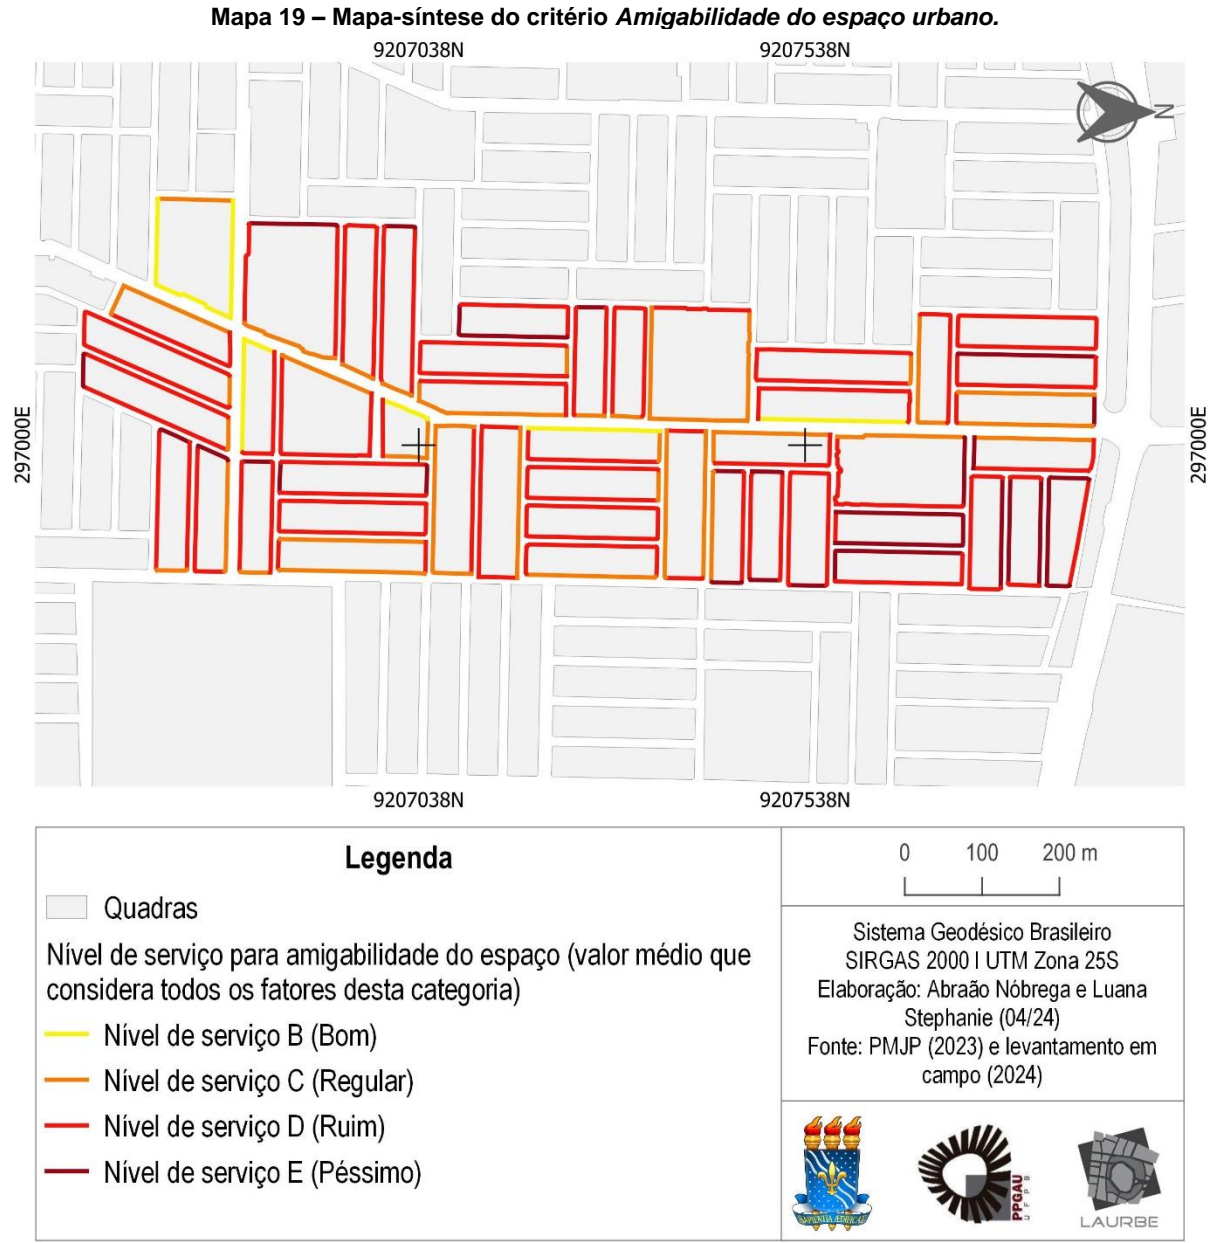 Mapa 19 – Mapa-síntese do critério Amigabilidade do espaço urbano.
9207038N 9207538N
N
297000E 297000E
9207038N 9207538N
Legenda
Quadras
Nível de serviço para amigabilidade do espaço (valor médio que
considera todos os fatores desta categoria)
Nível de serviço B (Bom)
Nível de serviço C (Regular)
Nível de serviço D (Ruim)
Nível de serviço E (Péssimo)
0 100 200 m
Sistema Geodésico Brasileiro
SIRGAS 2000 I UTM Zona 25S
Elaboração: Abraão Nóbrega e Luana
Stephanie (04/24)
Fonte: PMJP (2023) e levantamento em
campo (2024)
SAPIENTIA ÆDIFICAT
PPGAU
UFPB
LAURBE